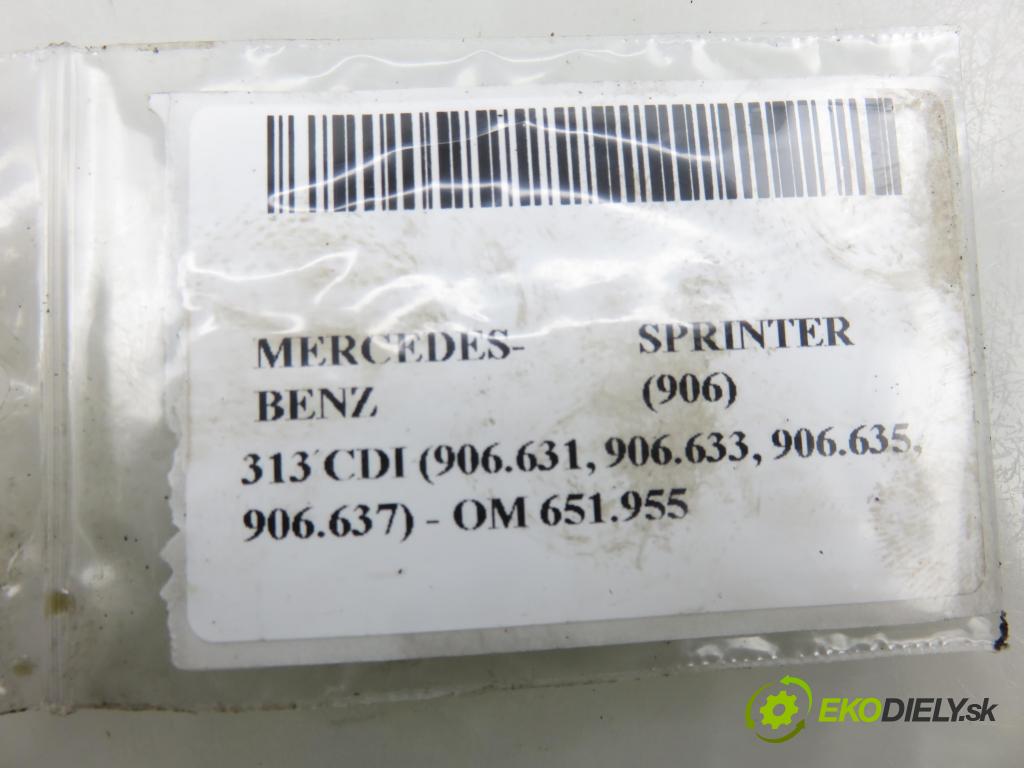 MERCEDES- SPRINTER
BENZ (906)
313 CDI (906.631, 906.633, 906.635,
906.637) - OM 651.955
EKODIELY.sk